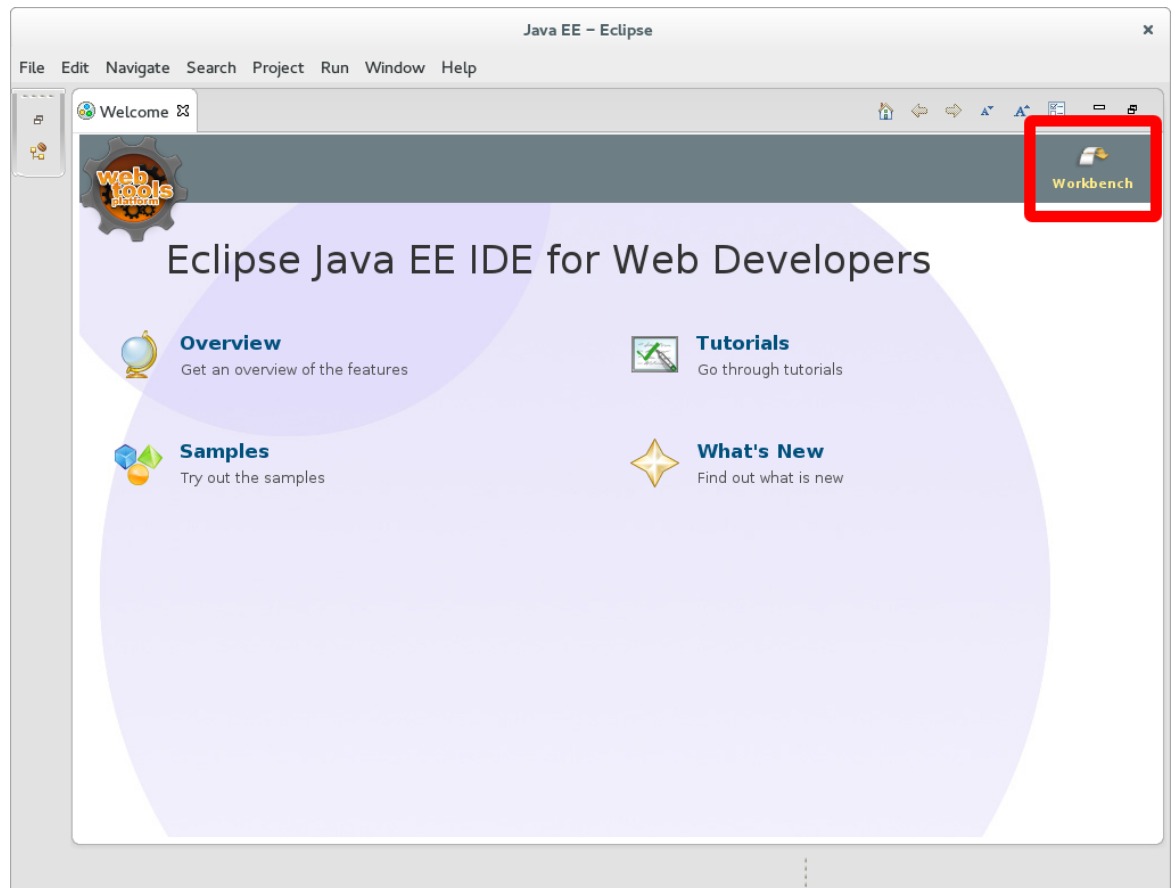 Java EE – Eclipse
File Edit Navigate Search Project Run Window Help
Welcome
web
tools
platform
Workbench
Eclipse Java EE IDE for Web Developers
Overview
Get an overview of the features
Tutorials
Go through tutorials
Samples
Try out the samples
What's New
Find out what is new